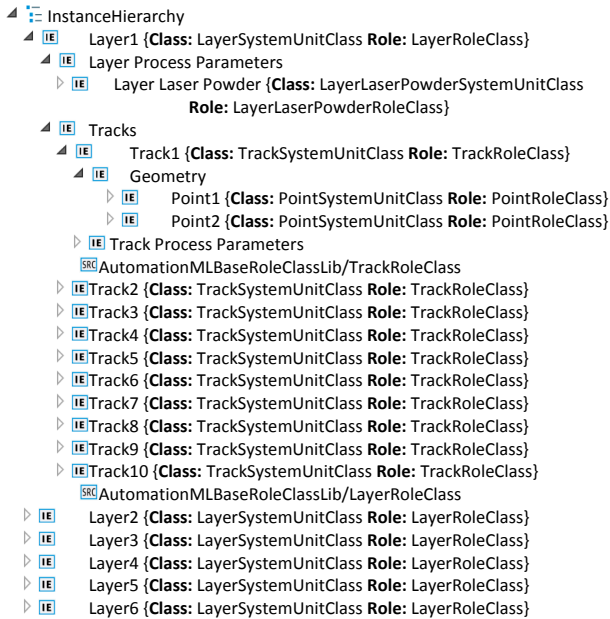 InstanceHierarchy
IE Layer1 {Class: LayerSystemUnitClass Role: LayerRoleClass}
IE Layer Process Parameters
IE Layer Laser Powder {Class: LayerLaserPowderSystemUnitClass
Role: LayerLaserPowderRoleClass}
IE Tracks
IE Track1 {Class: TrackSystemUnitClass Role: TrackRoleClass}
IE Geometry
IE Point1 {Class: PointSystemUnitClass Role: PointRoleClass}
IE Point2 {Class: PointSystemUnitClass Role: PointRoleClass}
IE Track Process Parameters
SRC AutomationMLBaseRoleClassLib/TrackRoleClass
IE Track2 {Class: TrackSystemUnitClass Role: TrackRoleClass}
IE Track3 {Class: TrackSystemUnitClass Role: TrackRoleClass}
IE Track4 {Class: TrackSystemUnitClass Role: TrackRoleClass}
IE Track5 {Class: TrackSystemUnitClass Role: TrackRoleClass}
IE Track6 {Class: TrackSystemUnitClass Role: TrackRoleClass}
IE Track7 {Class: TrackSystemUnitClass Role: TrackRoleClass}
IE Track8 {Class: TrackSystemUnitClass Role: TrackRoleClass}
IE Track9 {Class: TrackSystemUnitClass Role: TrackRoleClass}
IE Track10 {Class: TrackSystemUnitClass Role: TrackRoleClass}
SRC AutomationMLBaseRoleClassLib/LayerRoleClass
IE Layer2 {Class: LayerSystemUnitClass Role: LayerRoleClass}
IE Layer3 {Class: LayerSystemUnitClass Role: LayerRoleClass}
IE Layer4 {Class: LayerSystemUnitClass Role: LayerRoleClass}
IE Layer5 {Class: LayerSystemUnitClass Role: LayerRoleClass}
IE Layer6 {Class: LayerSystemUnitClass Role: LayerRoleClass}